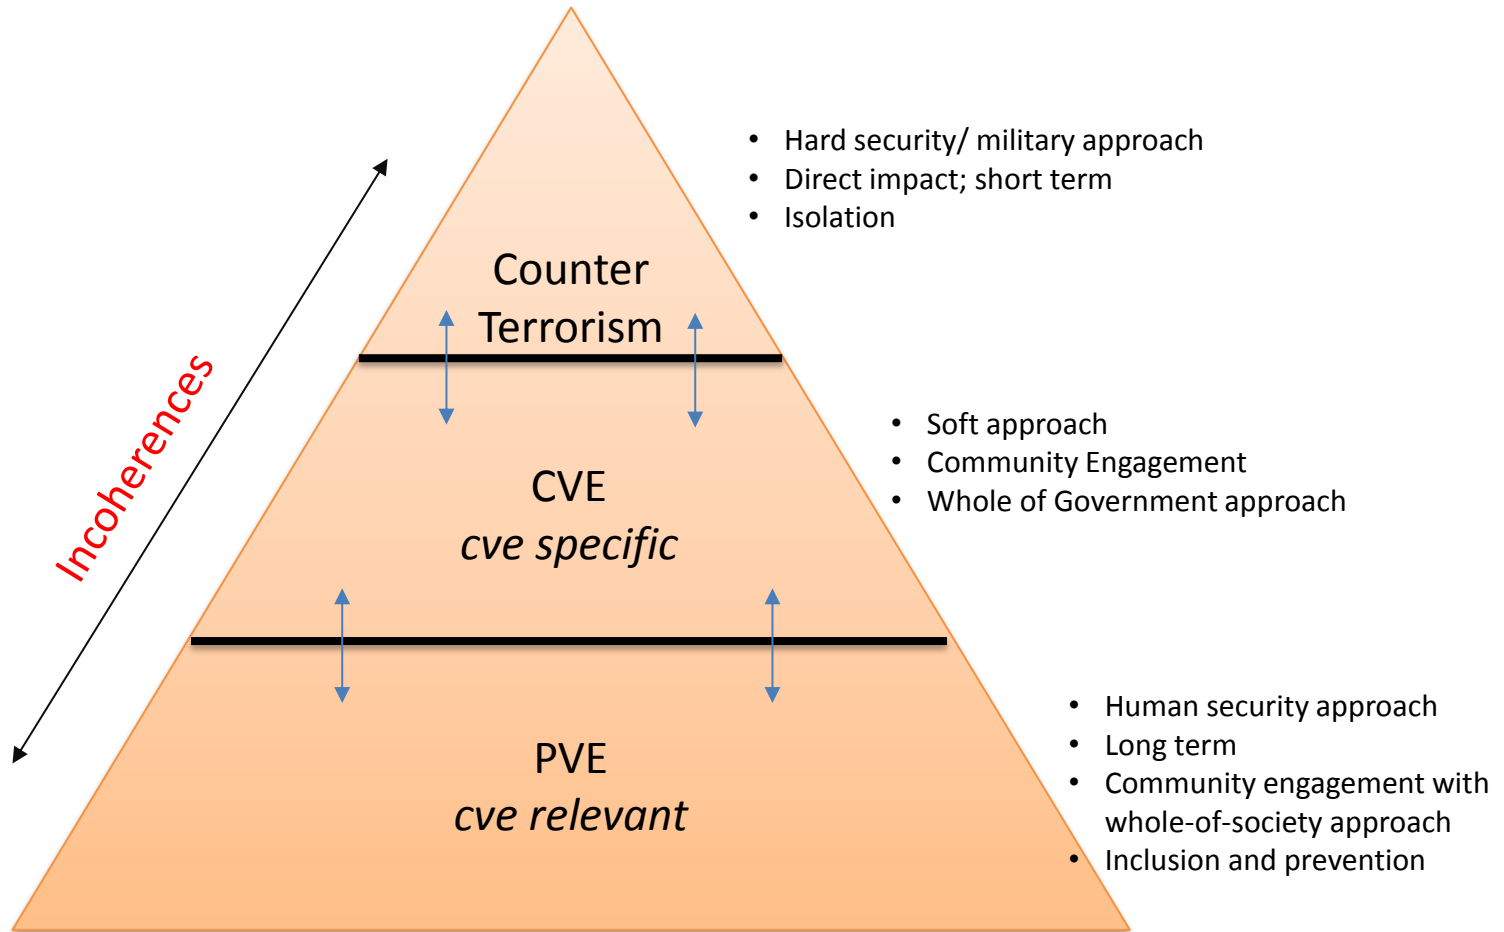 • Hard security/ military approach
• Direct impact; short term
• Isolation
Counter
Terrorism
Incoherences
• Soft approach
• Community Engagement
• Whole of Government approach
CVE
cve specific
• Human security approach
• Long term
• Community engagement with
whole-of-society approach
• Inclusion and prevention
PVE
cve relevant